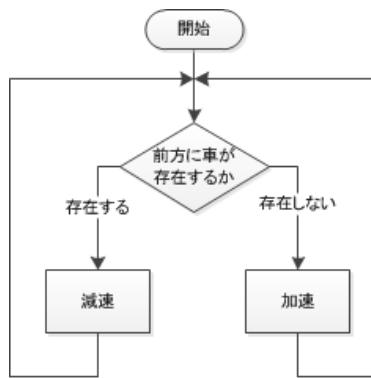 開始
前方に車が
存在するか
存在する
存在しない
減速
加速